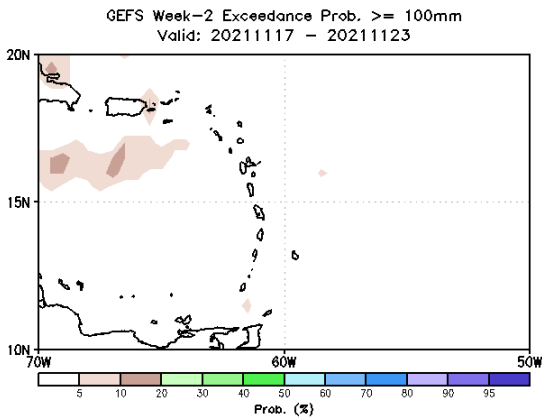 GEFS Week-2 Exceedance Prob. >= 100mm
Valid: 20211117 - 20211123
20N
15N
10N
70W 60W 50W
5 10 20 30 40 50 60 70 80 90 95
Prob. (%)